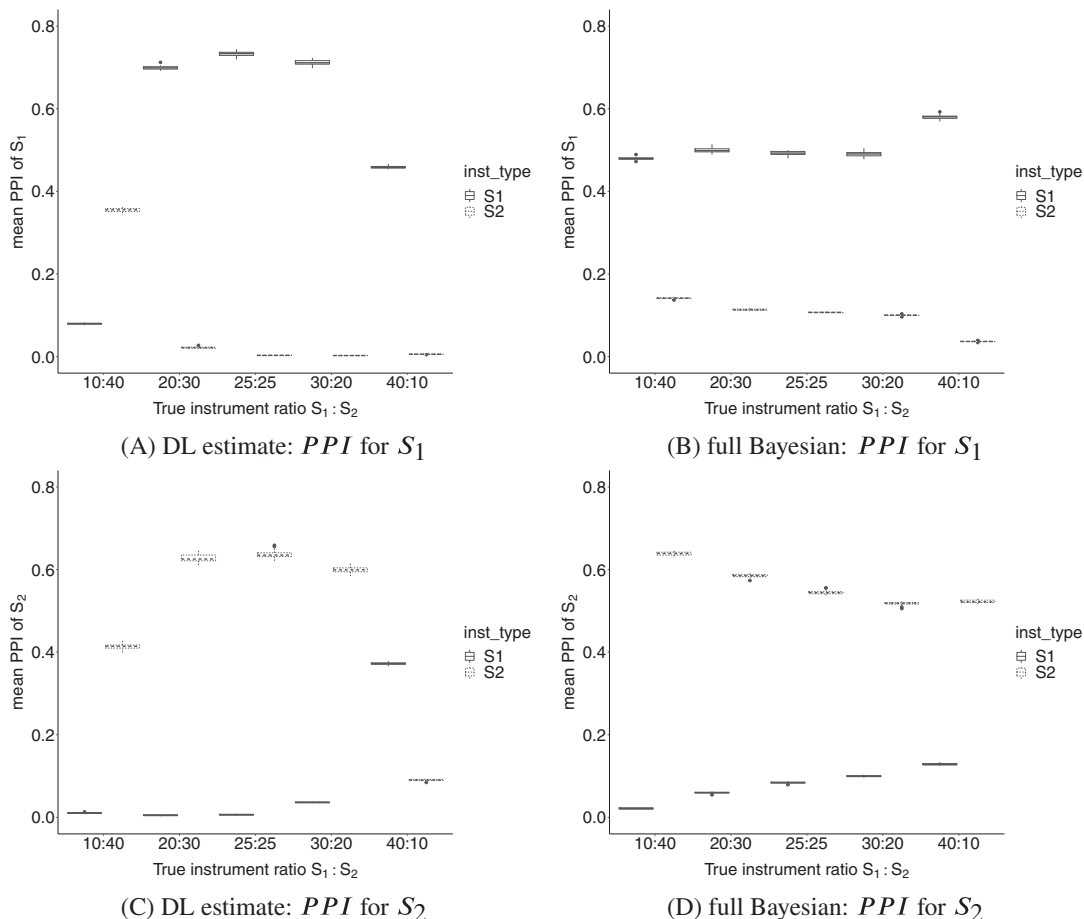 0.8
0.6
0.4
0.2
0.0
mean PPI of S1
10:40 20:30 25:25 30:20 40:10
True instrument ratio S1 : S2
inst_type
S1
S2
(A) DL estimate: PPI for S1
0.8
0.6
0.4
0.2
0.0
mean PPI of S1
10:40 20:30 25:25 30:20 40:10
True instrument ratio S1 : S2
inst_type
S1
S2
(B) full Bayesian: PPI for S1
0.8
0.6
0.4
0.2
0.0
mean PPI of S2
10:40 20:30 25:25 30:20 40:10
True instrument ratio S1 : S2
inst_type
S1
S2
(C) DL estimate: PPI for S2
0.8
0.6
0.4
0.2
0.0
mean PPI of S2
10:40 20:30 25:25 30:20 40:10
True instrument ratio S1 : S2
inst_type
S1
S2
(D) full Bayesian: PPI for S2